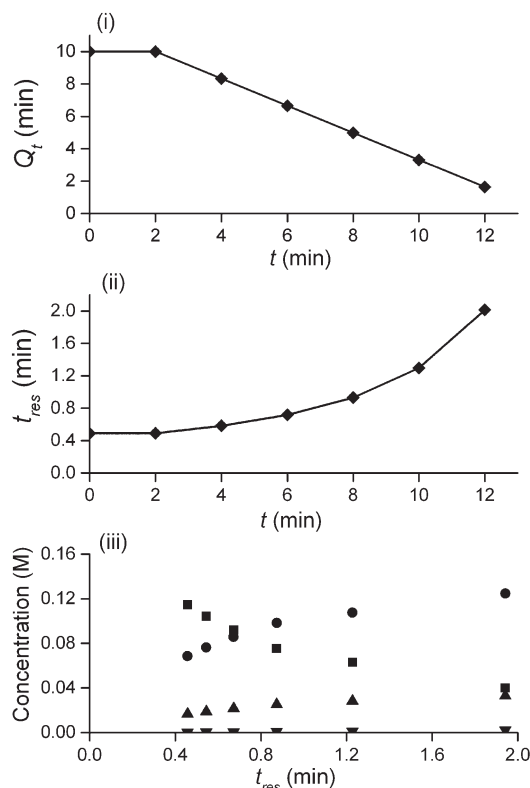 (i)
10
8
6
4
2
0
Q_t (min)
0 2 4 6 8 10 12
t (min)
(ii)
2.0
1.6
1.2
0.8
0.4
0.0
t_res (min)
0 2 4 6 8 10 12
t (min)
(iii)
0.16
0.12
0.08
0.04
0.00
Concentration (M)
0.0 0.4 0.8 1.2 1.6 2.0
t_res (min)